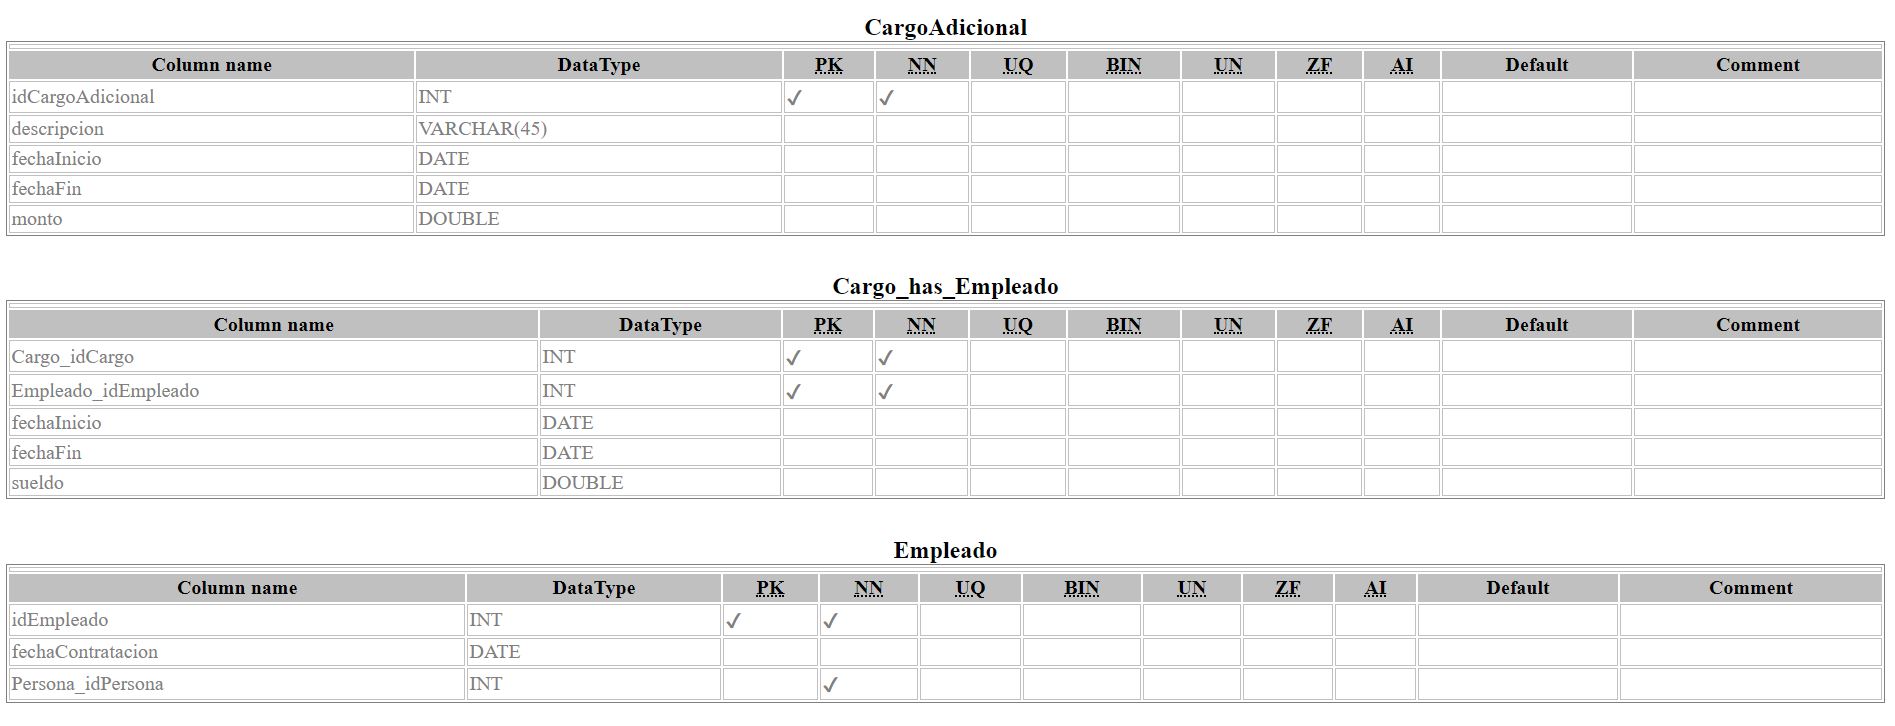 CargoAdicional
Column name DataType PK NN UQ BIN UN ZF AI Default Comment
idCargoAdicional INT ✓ ✓
descripcion VARCHAR(45)
fechaInicio DATE
fechaFin DATE
monto DOUBLE
Cargo_has_Empleado
Column name DataType PK NN UQ BIN UN ZF AI Default Comment
Cargo_idCargo INT ✓ ✓
Empleado_idEmpleado INT ✓ ✓
fechaInicio DATE
fechaFin DATE
sueldo DOUBLE
Empleado
Column name DataType PK NN UQ BIN UN ZF AI Default Comment
idEmpleado INT ✓ ✓
fechaContratacion DATE
Persona_idPersona INT ✓